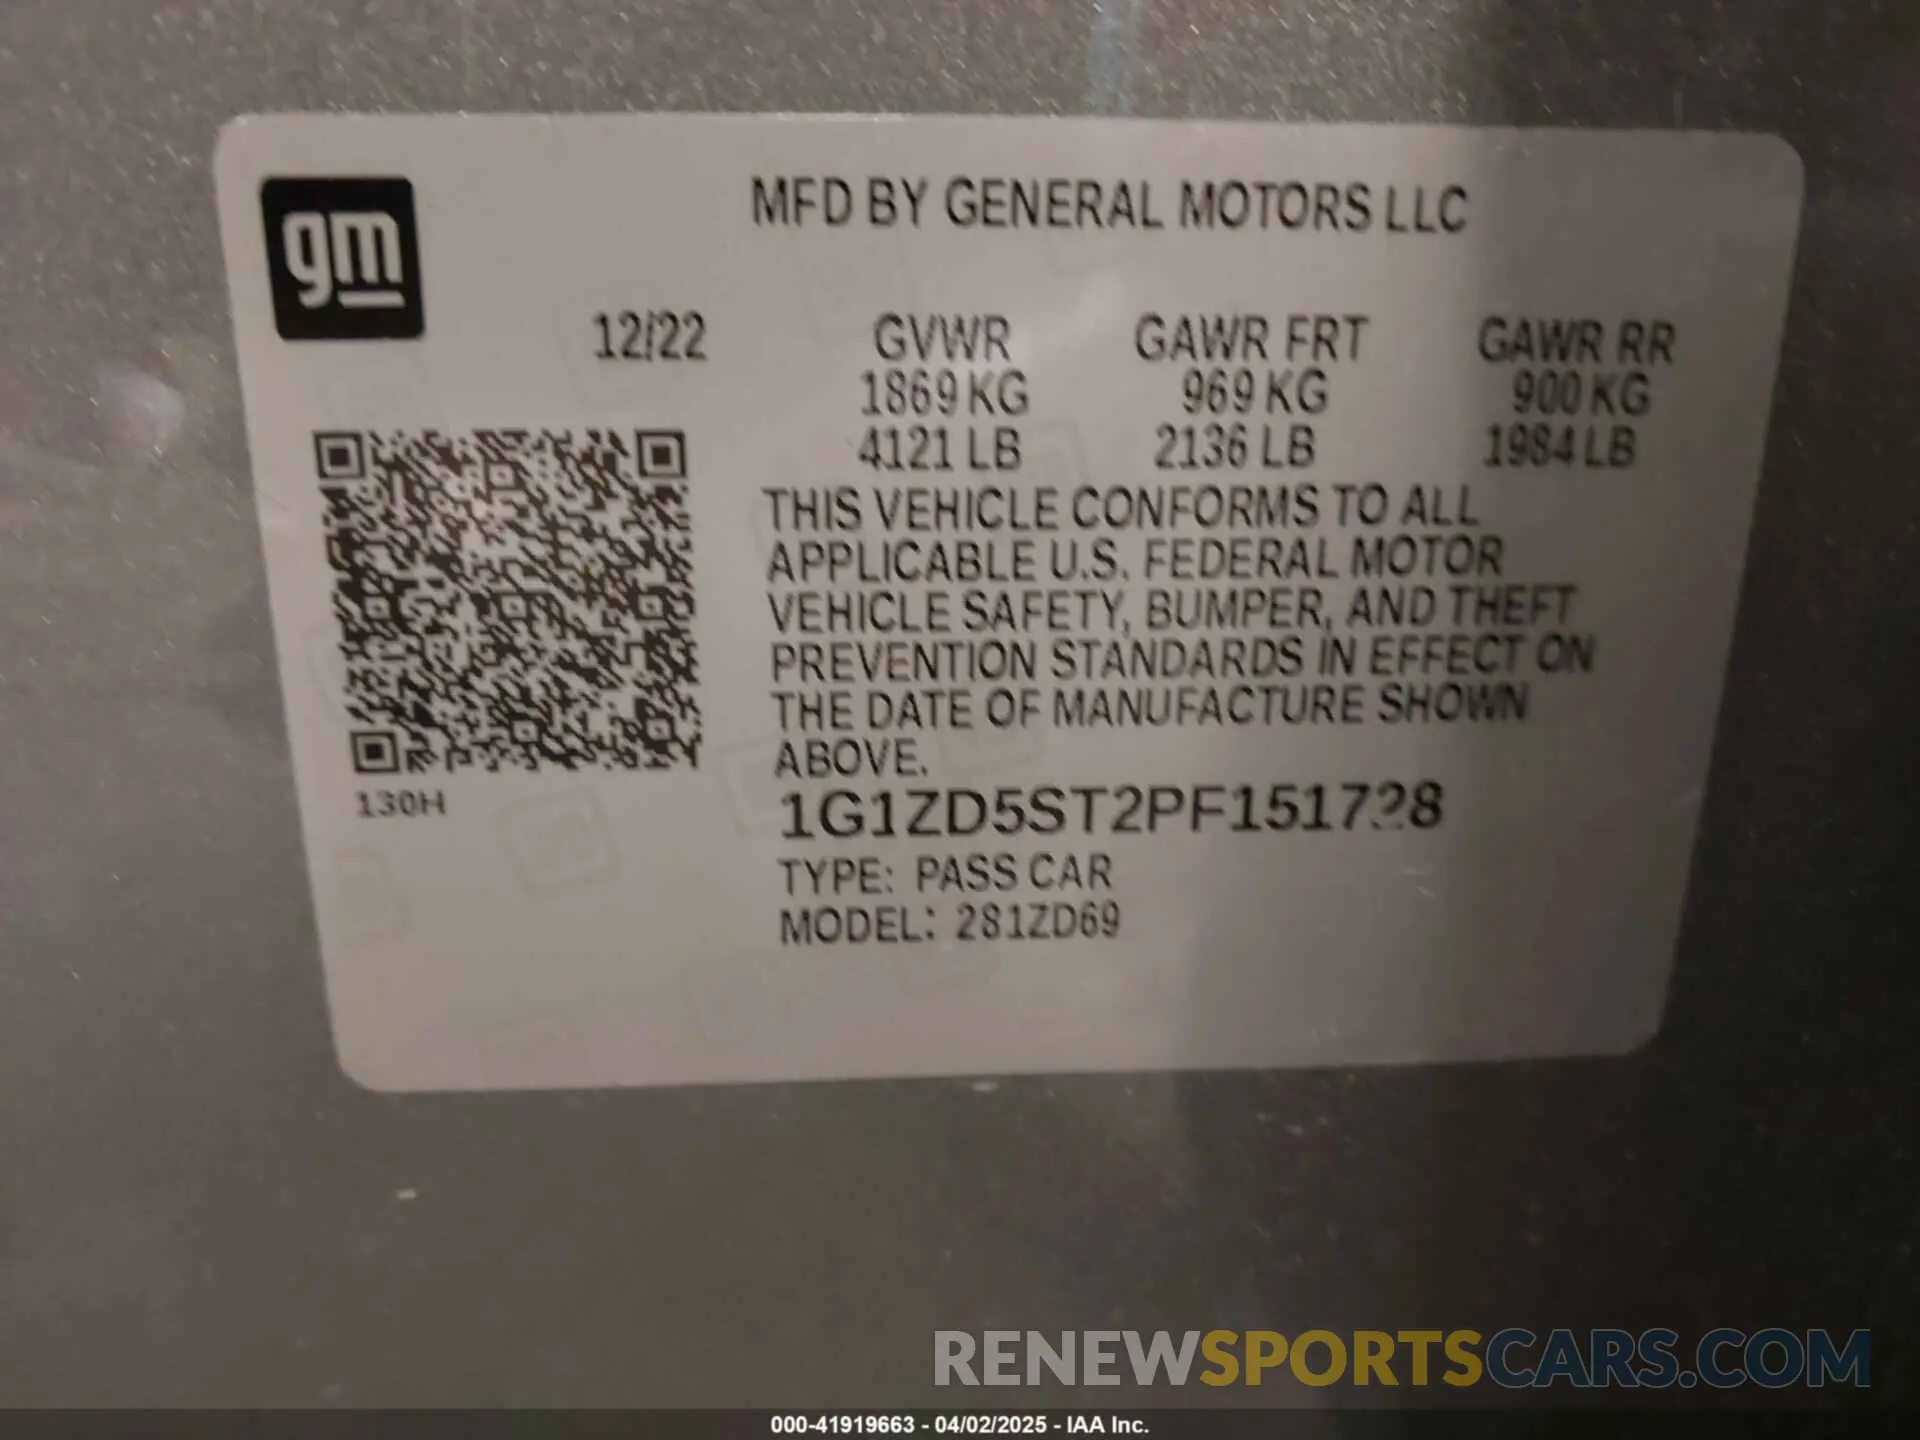 gm
MFD BY GENERAL MOTORS LLC
12/22 GVWR GAWR FRT GAWR RR
1869 KG 969 KG 900 KG
4121 LB 2136 LB 1984 LB
THIS VEHICLE CONFORMS TO ALL
APPLICABLE U.S. FEDERAL MOTOR
VEHICLE SAFETY, BUMPER, AND THEFT
PREVENTION STANDARDS IN EFFECT ON
THE DATE OF MANUFACTURE SHOWN
ABOVE.
130H
1G1ZD5ST2PF151728
TYPE: PASS CAR
MODEL: 281ZD69
RENEWSPORTSCARS.COM
000-41919663 - 04/02/2025 - IAA Inc.